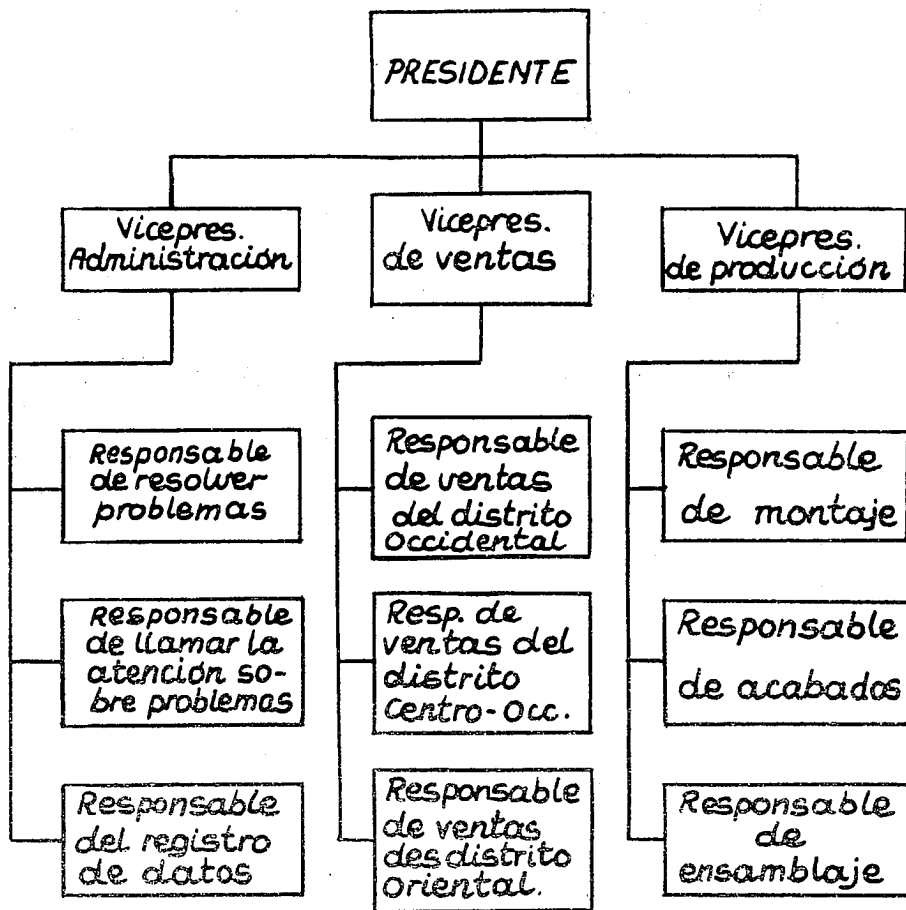 PRESIDENTE
Vicepres.
Administración
Vicepres.
de ventas
Vicepres.
de producción
Responsable
de resolver
problemas
Responsable
de llamar la
atención so-
bre problemas
Responsable
del registro
de datos
Responsable
de ventas
del distrito
Occidental
Resp. de
ventas del
distrito
Centro-Occ.
Responsable
de ventas
des distrito
Oriental.
Responsable
de montaje
Responsable
de acabados
Responsable
de
ensamblaje